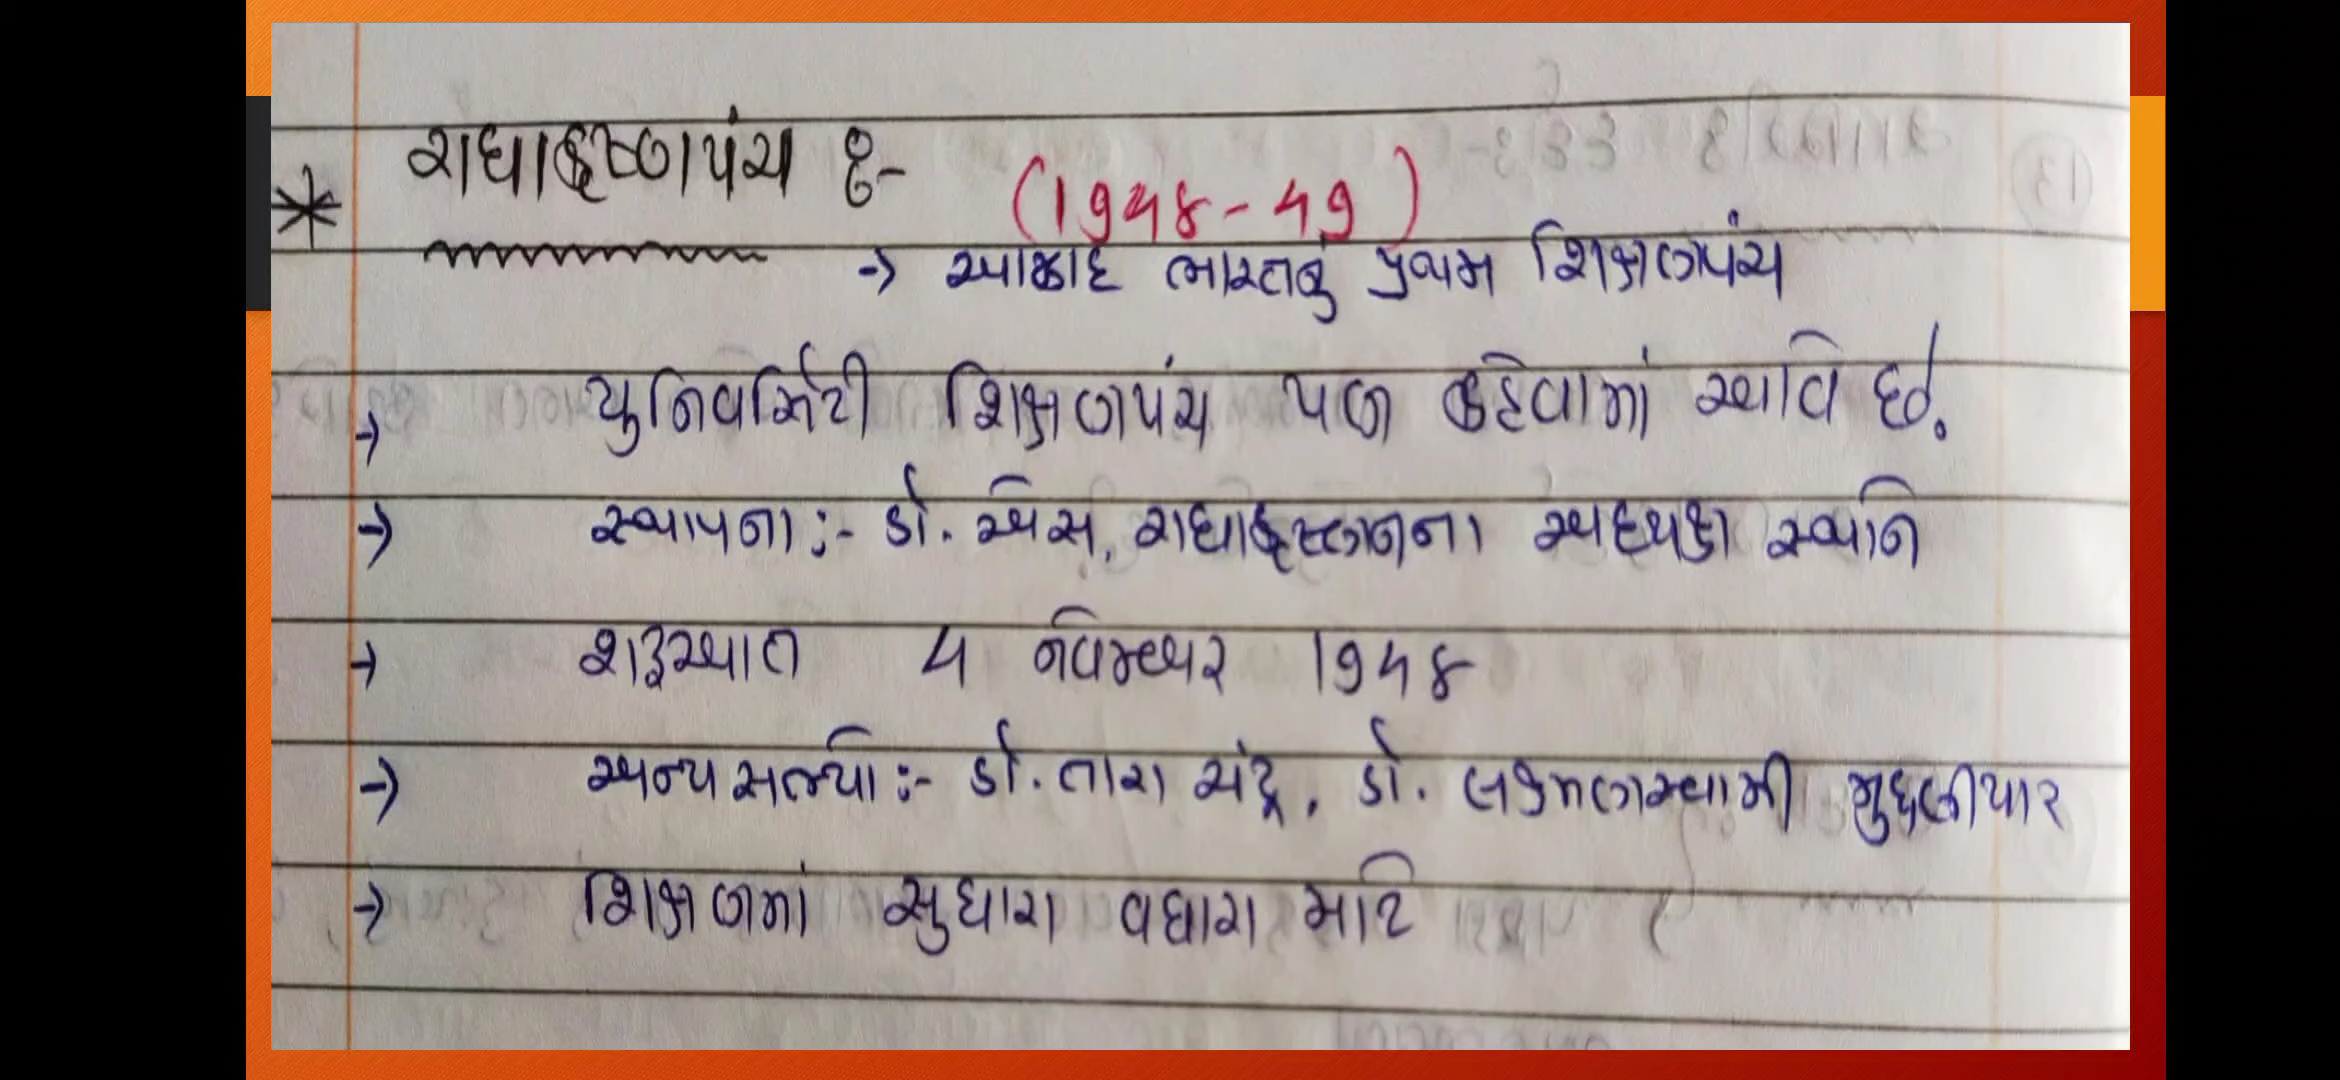 * રાધાકૃષ્ણપંચ :- (1948-49)
→ આઝાદ ભારતનું પ્રથમ શિક્ષણપંચ
→ યુનિવર્સિટી શિક્ષણપંચ પણ કહેવામાં આવે છે.
→ સ્થાપના :- ડૉ. એસ. રાધાકૃષ્ણનના અધ્યક્ષ સ્થાને
→ શરૂઆત 4 નવેમ્બર 1948
→ અન્ય સભ્યો :- ડૉ. તારા ચંદ્ર, ડૉ. લક્ષ્મણસ્વામી મુદ્દલીયાર
→ શિક્ષણમાં સુધારા વધારા માટે